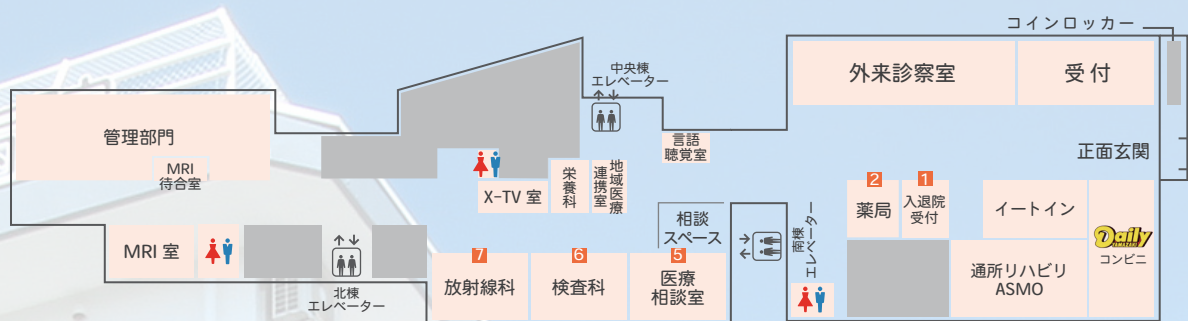 コインロッカー
中央棟
エレベーター
外来診察室
受付
管理部門
MRI
待合室
言語
聴覚室
正面玄関
X-TV 室
栄養科
地域医療
連携室
2
薬局
1
入退院
受付
イートイン
相談
スペース
南棟
エレベーター
Daily
コンビニ
MRI 室
7
放射線科
6
検査科
5
医療
相談室
通所リハビリ
ASMO
北棟
エレベーター